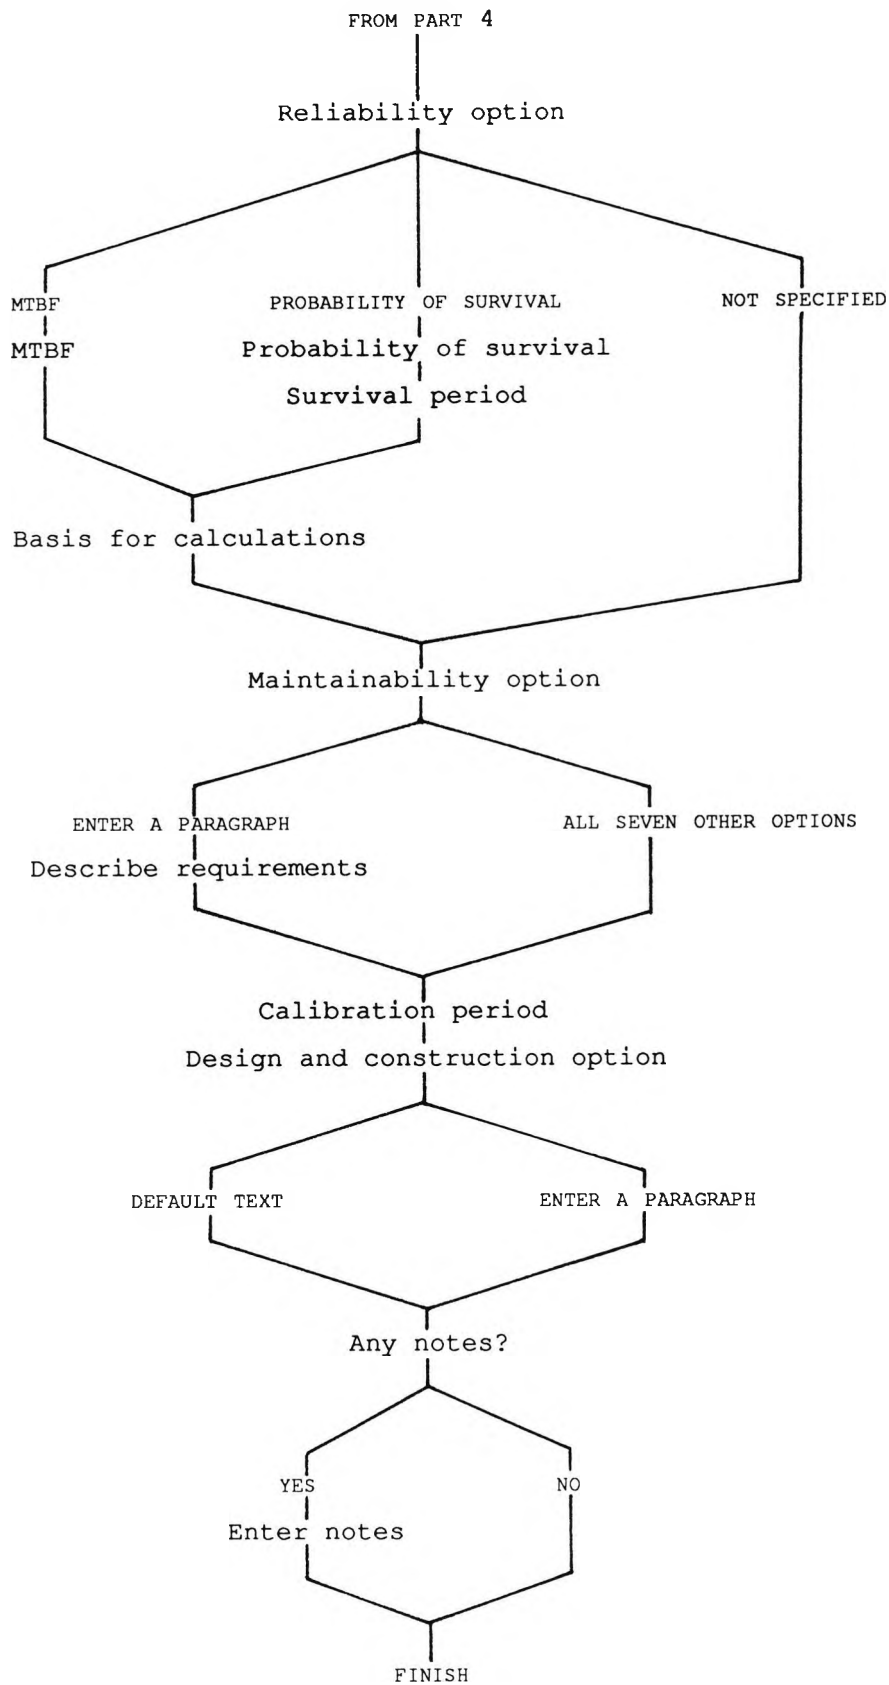 FROM PART 4
Reliability option
MTBF PROBABILITY OF SURVIVAL NOT SPECIFIED
MTBF Probability of survival
Survival period
Basis for calculations
Maintainability option
ENTER A PARAGRAPH ALL SEVEN OTHER OPTIONS
Describe requirements
Calibration period
Design and construction option
DEFAULT TEXT ENTER A PARAGRAPH
Any notes?
YES NO
Enter notes
FINISH